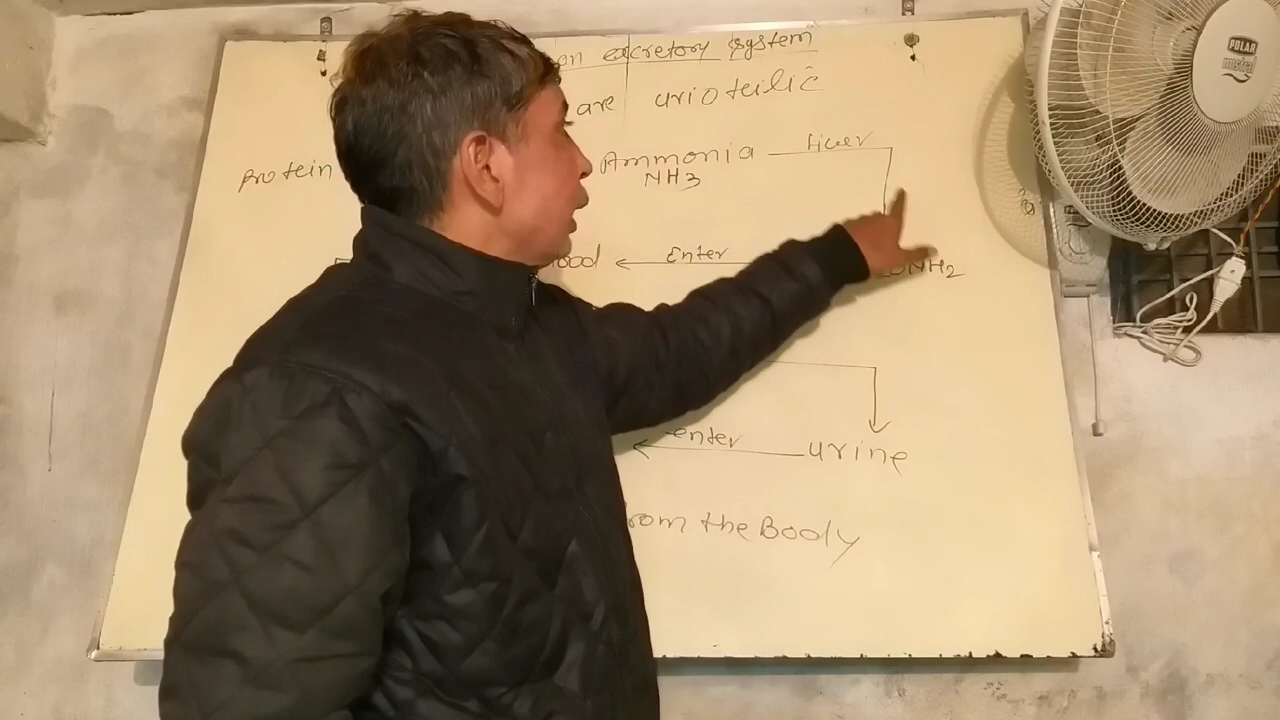 an excretory system
are urioteilic
protein Ammonia Liver
NH3
ood Enter ONH2
enter urine
rom the Body
POLAR